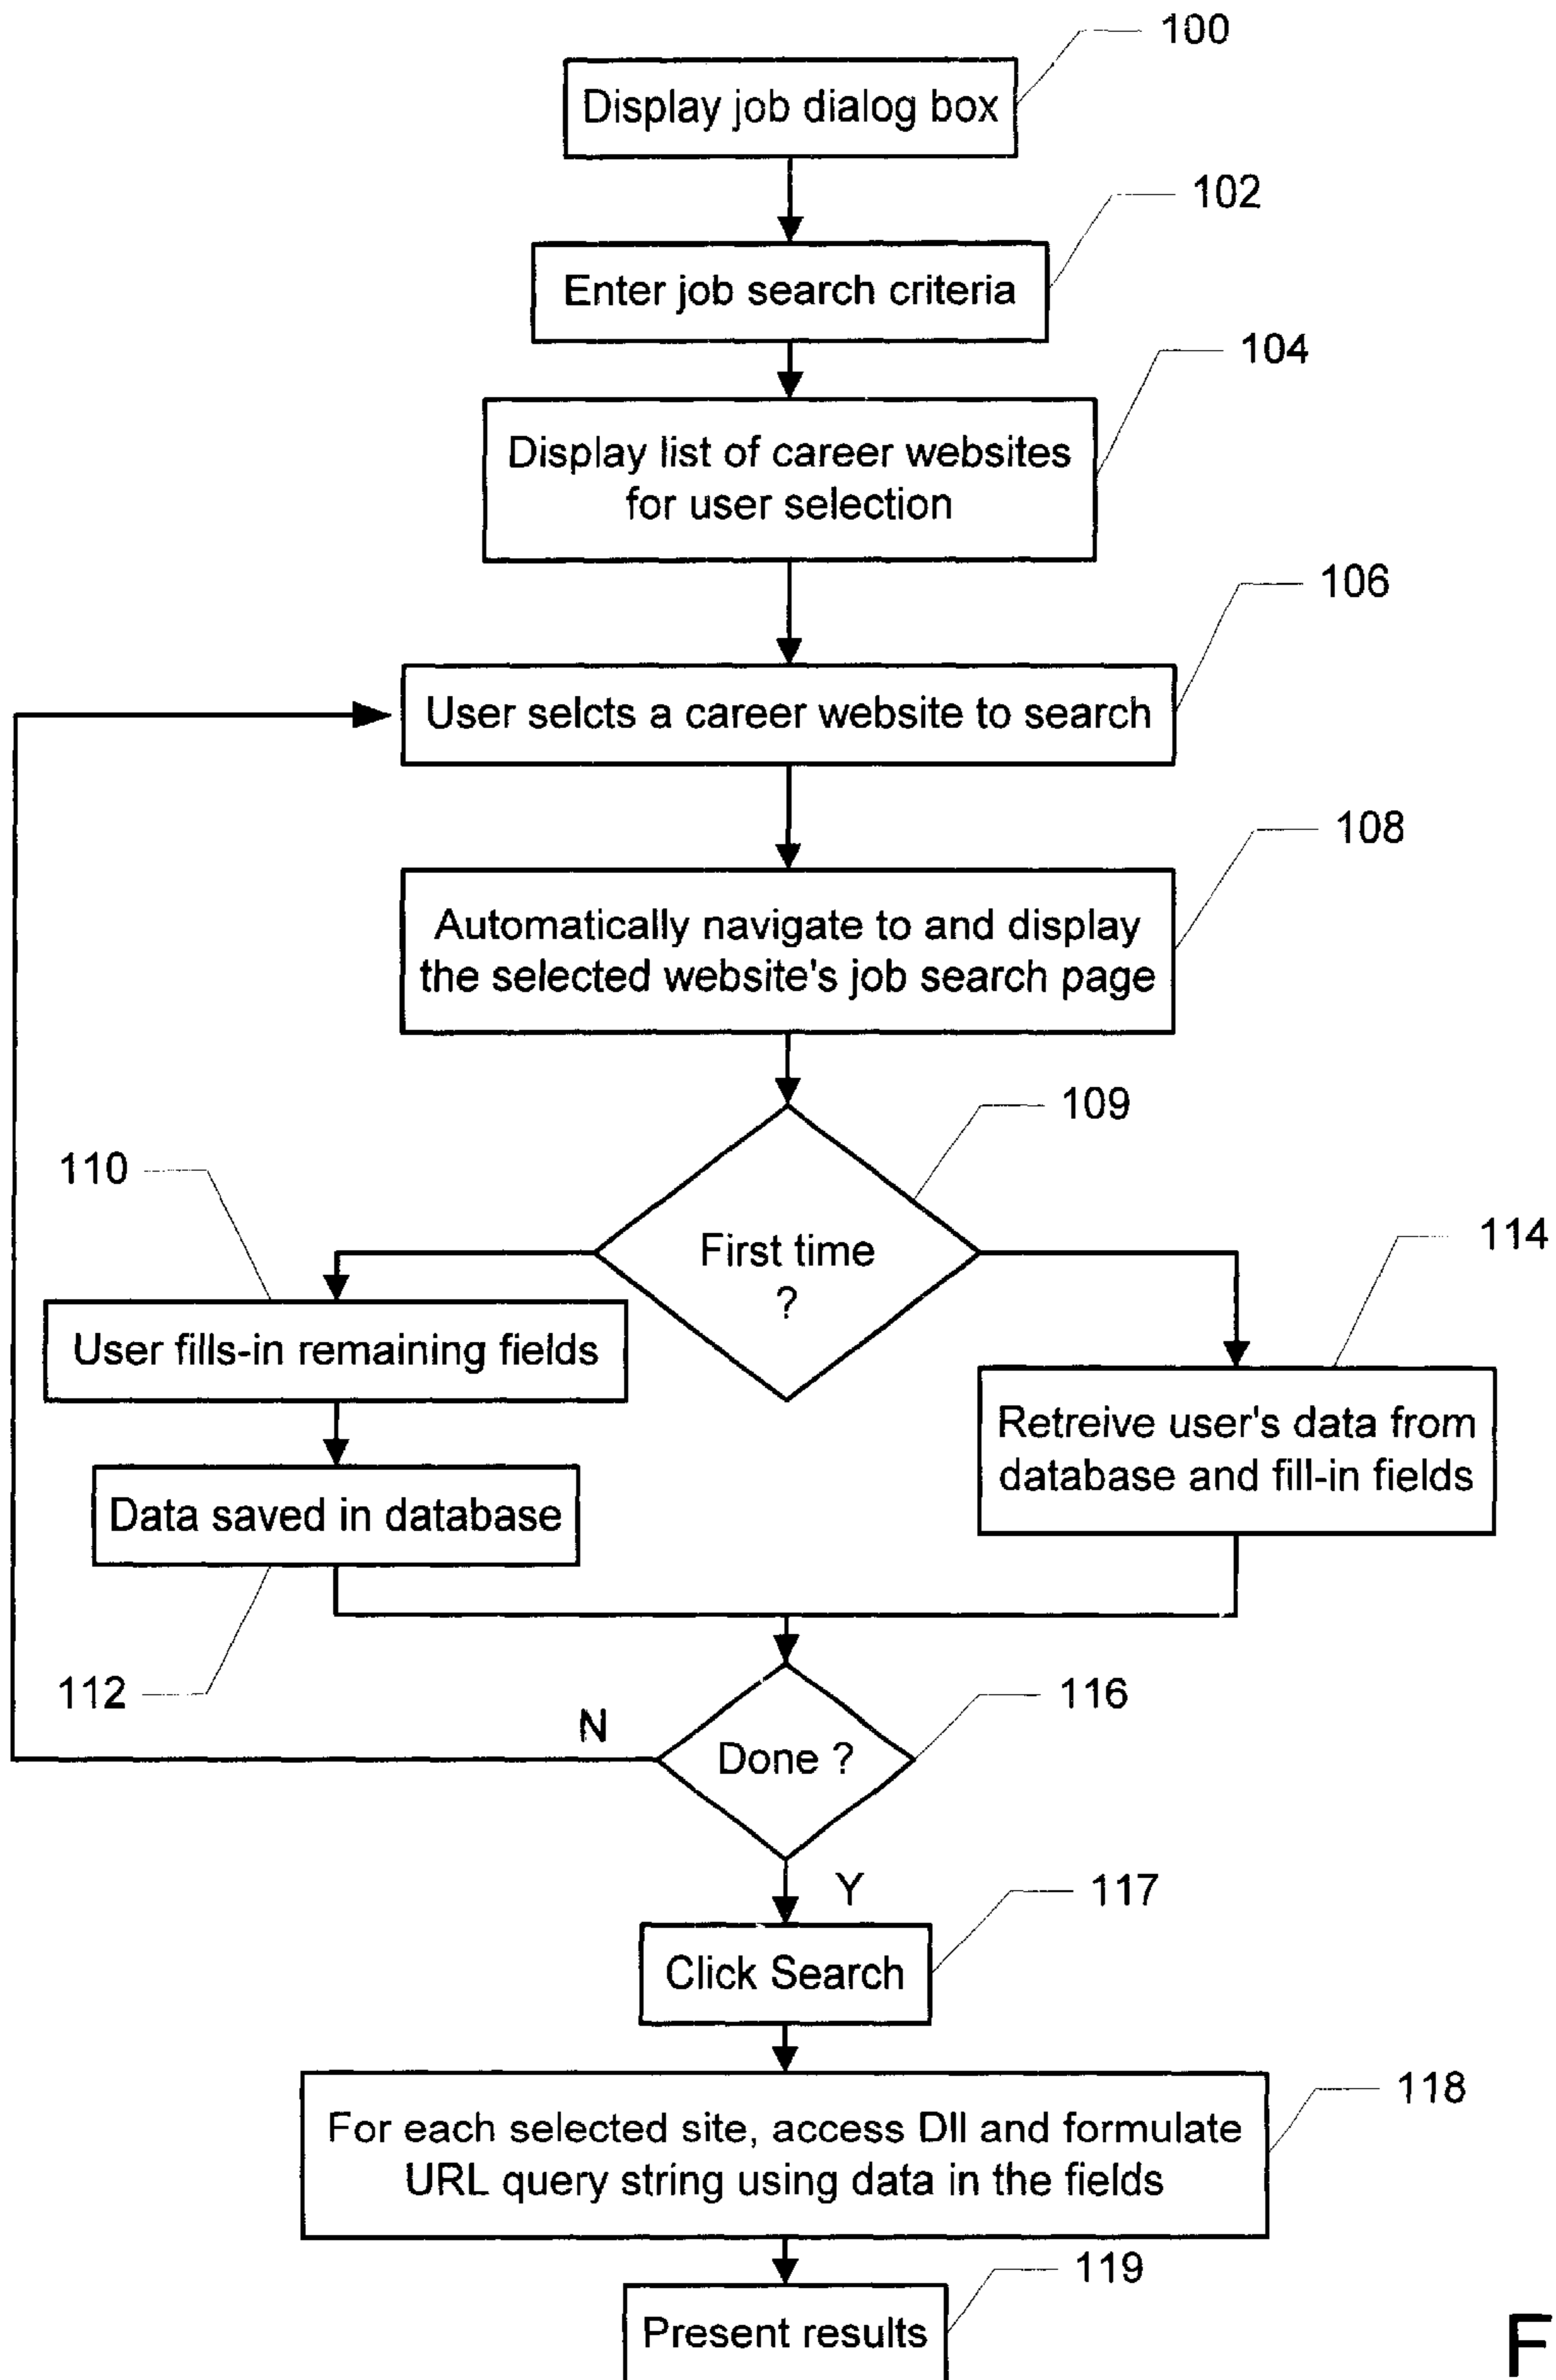 100
Display job dialog box
102
Enter job search criteria
104
Display list of career websites
for user selection
106
User selcts a career website to search
108
Automatically navigate to and display
the selected website's job search page
109
First time
?
110
User fills-in remaining fields
114
Retreive user's data from
database and fill-in fields
Data saved in database
112
116
Done ?
N
Y
117
Click Search
118
For each selected site, access Dll and formulate
URL query string using data in the fields
119
Present results
F